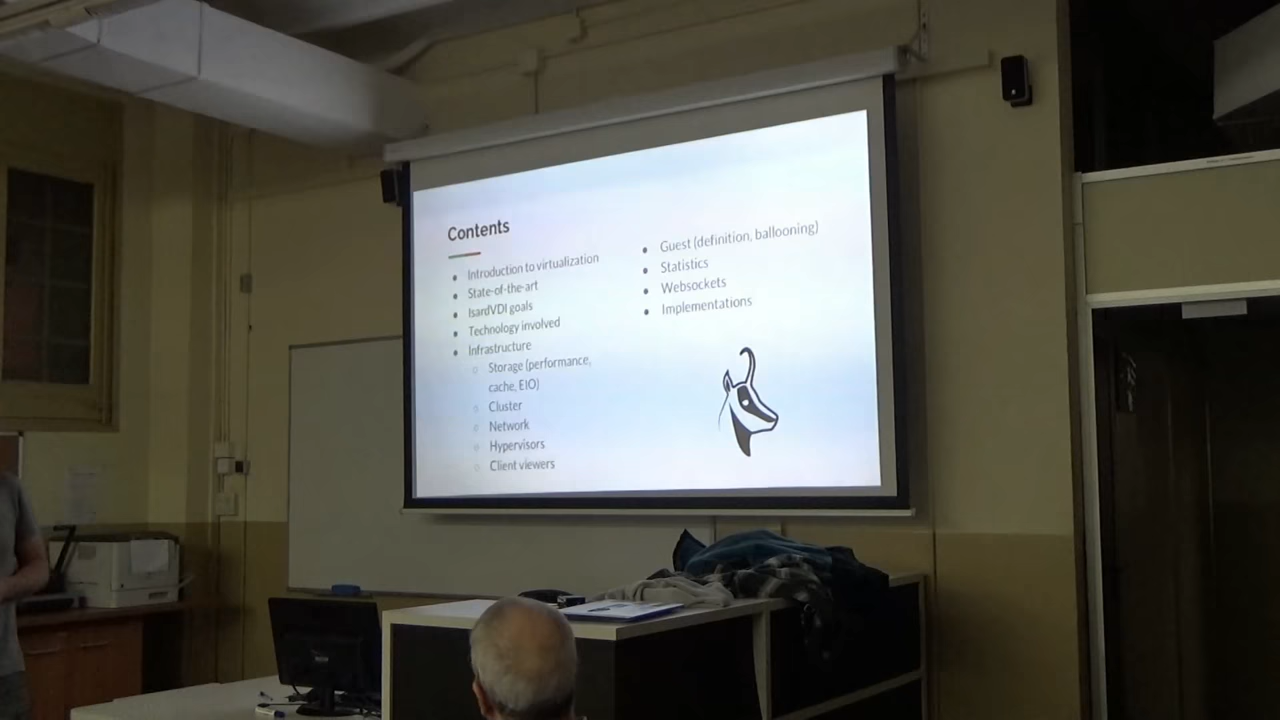 Contents
Introduction to virtualization
State-of-the-art
IsardVDI goals
Technology involved
Infrastructure
Storage (performance,
cache, EIO)
Cluster
Network
Hypervisors
Client viewers
Guest (definition, ballooning)
Statistics
Websockets
Implementations